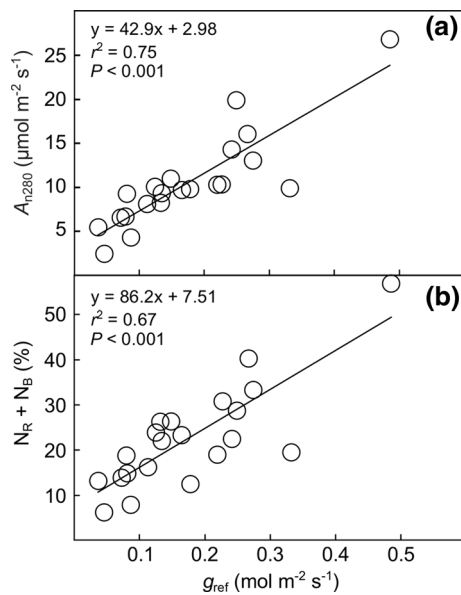 (a)
y = 42.9x + 2.98
r² = 0.75
P < 0.001
25
20
15
10
5
Aₙ₂₈₀ (µmol m⁻² s⁻¹)
(b)
y = 86.2x + 7.51
r² = 0.67
P < 0.001
50
40
30
20
10
N_R + N_B (%)
0.1 0.2 0.3 0.4 0.5
g_ref (mol m⁻² s⁻¹)